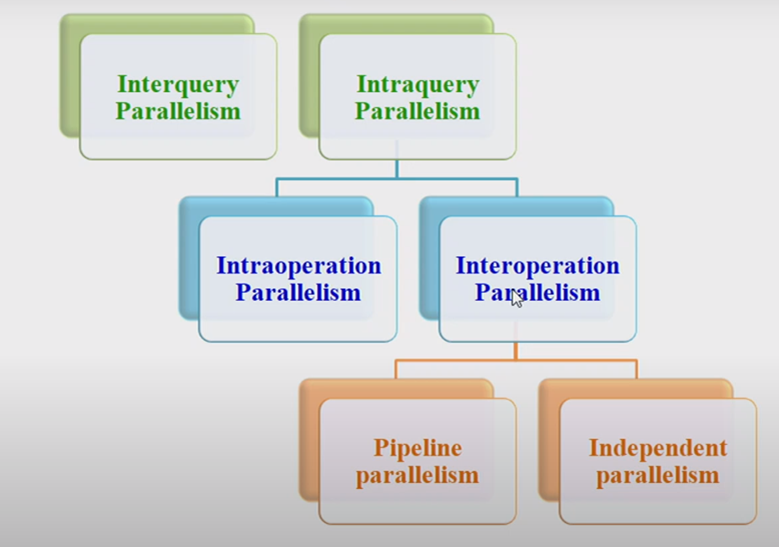 Interquery
Parallelism
Intraquery
Parallelism
Intraoperation
Parallelism
Interoperation
Parallelism
Pipeline
parallelism
Independent
parallelism